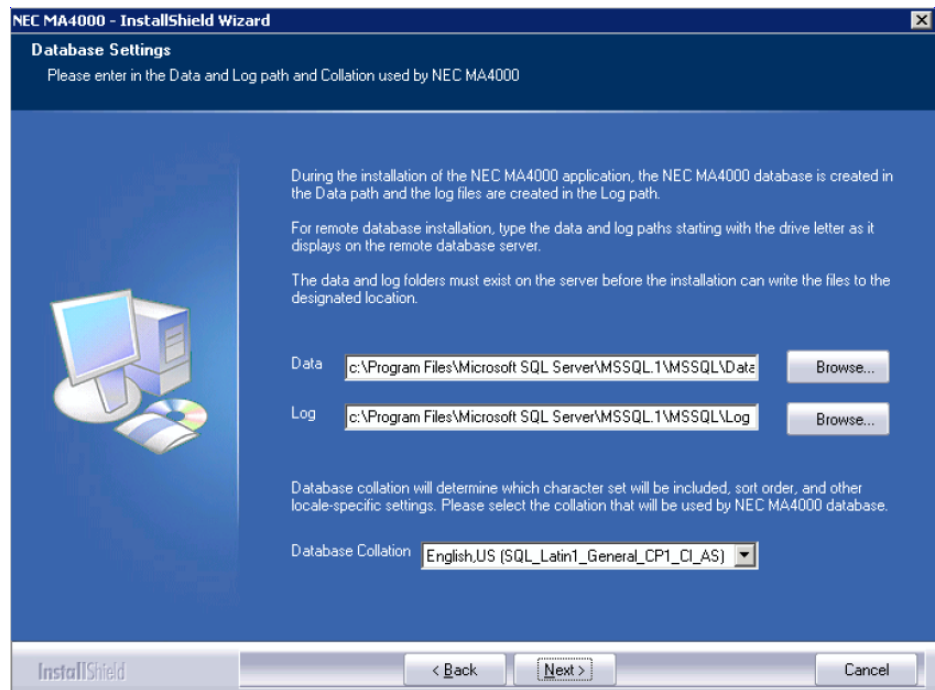 NEC MA4000 - InstallShield Wizard
Database Settings
Please enter in the Data and Log path and Collation used by NEC MA4000
During the installation of the NEC MA4000 application, the NEC MA4000 database is created in
the Data path and the log files are created in the Log path.
For remote database installation, type the data and log paths starting with the drive letter as it
displays on the remote database server.
The data and log folders must exist on the server before the installation can write the files to the
designated location.
Data c:\Program Files\Microsoft SQL Server\MSSQL.1\MSSQL\Data Browse...
Log c:\Program Files\Microsoft SQL Server\MSSQL.1\MSSQL\Log Browse...
Database collation will determine which character set will be included, sort order, and other
locale-specific settings. Please select the collation that will be used by NEC MA4000 database.
Database Collation English,US (SQL_Latin1_General_CP1_CI_AS)
InstallShield < Back Next > Cancel